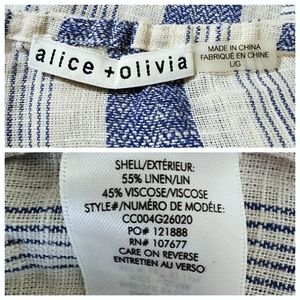 alice + olivia
MADE IN CHINA
FABRIQUÉ EN CHINE
L/G
SHELL/EXTÉRIEUR:
55% LINEN/LIN
45% VISCOSE/VISCOSE
STYLE#/NUMÉRO DE MODÈLE:
CC004G26020
PO# 121888
RN# 107677
CARE ON REVERSE
ENTRETIEN AU VERSO